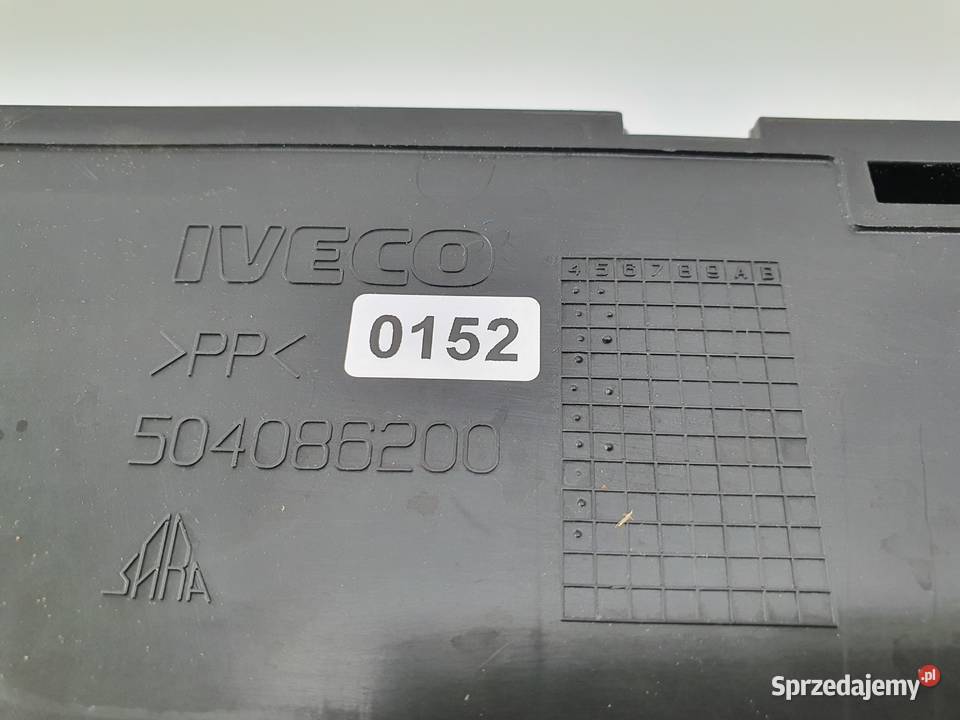 IVECO
4 5 6 7 8 9 A B
0152
>PP<
504086200
SARA
Sprzedajemy.pl